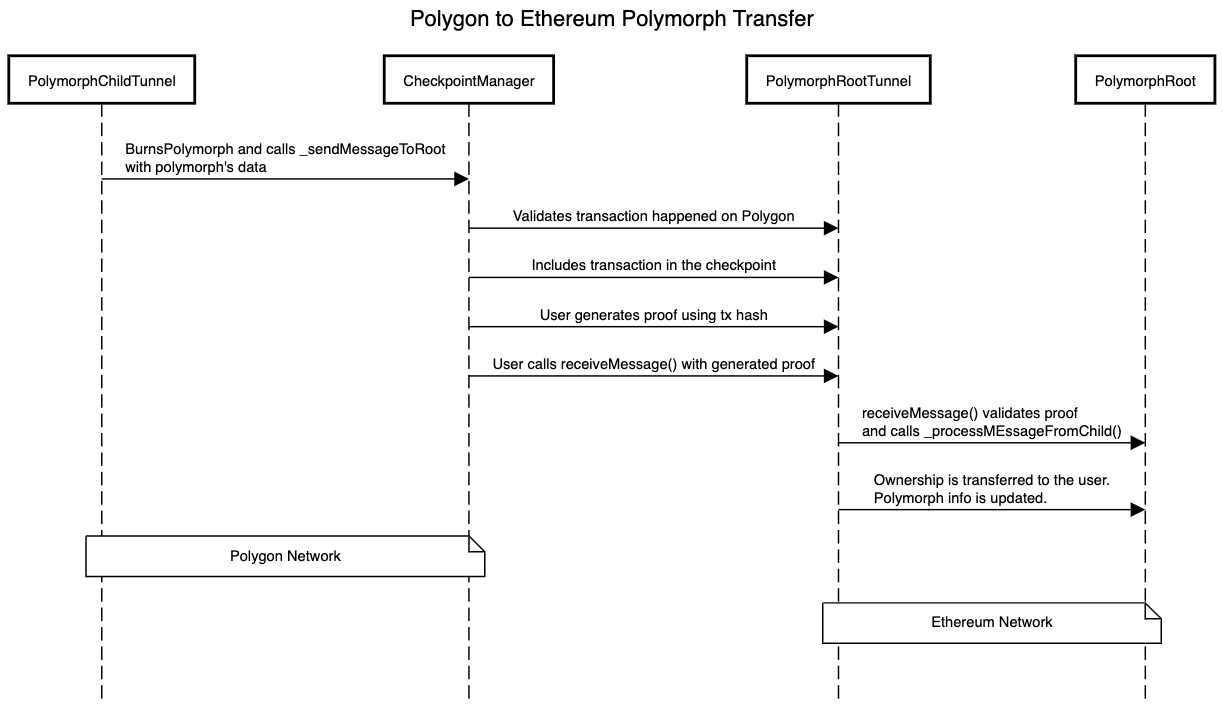 Polygon to Ethereum Polymorph Transfer
PolymorphChildTunnel
CheckpointManager
PolymorphRootTunnel
PolymorphRoot
BurnsPolymorph and calls _sendMessageToRoot
with polymorph's data
Validates transaction happened on Polygon
Includes transaction in the checkpoint
User generates proof using tx hash
User calls receiveMessage() with generated proof
receiveMessage() validates proof
and calls _processMEssageFromChild()
Ownership is transferred to the user.
Polymorph info is updated.
Polygon Network
Ethereum Network